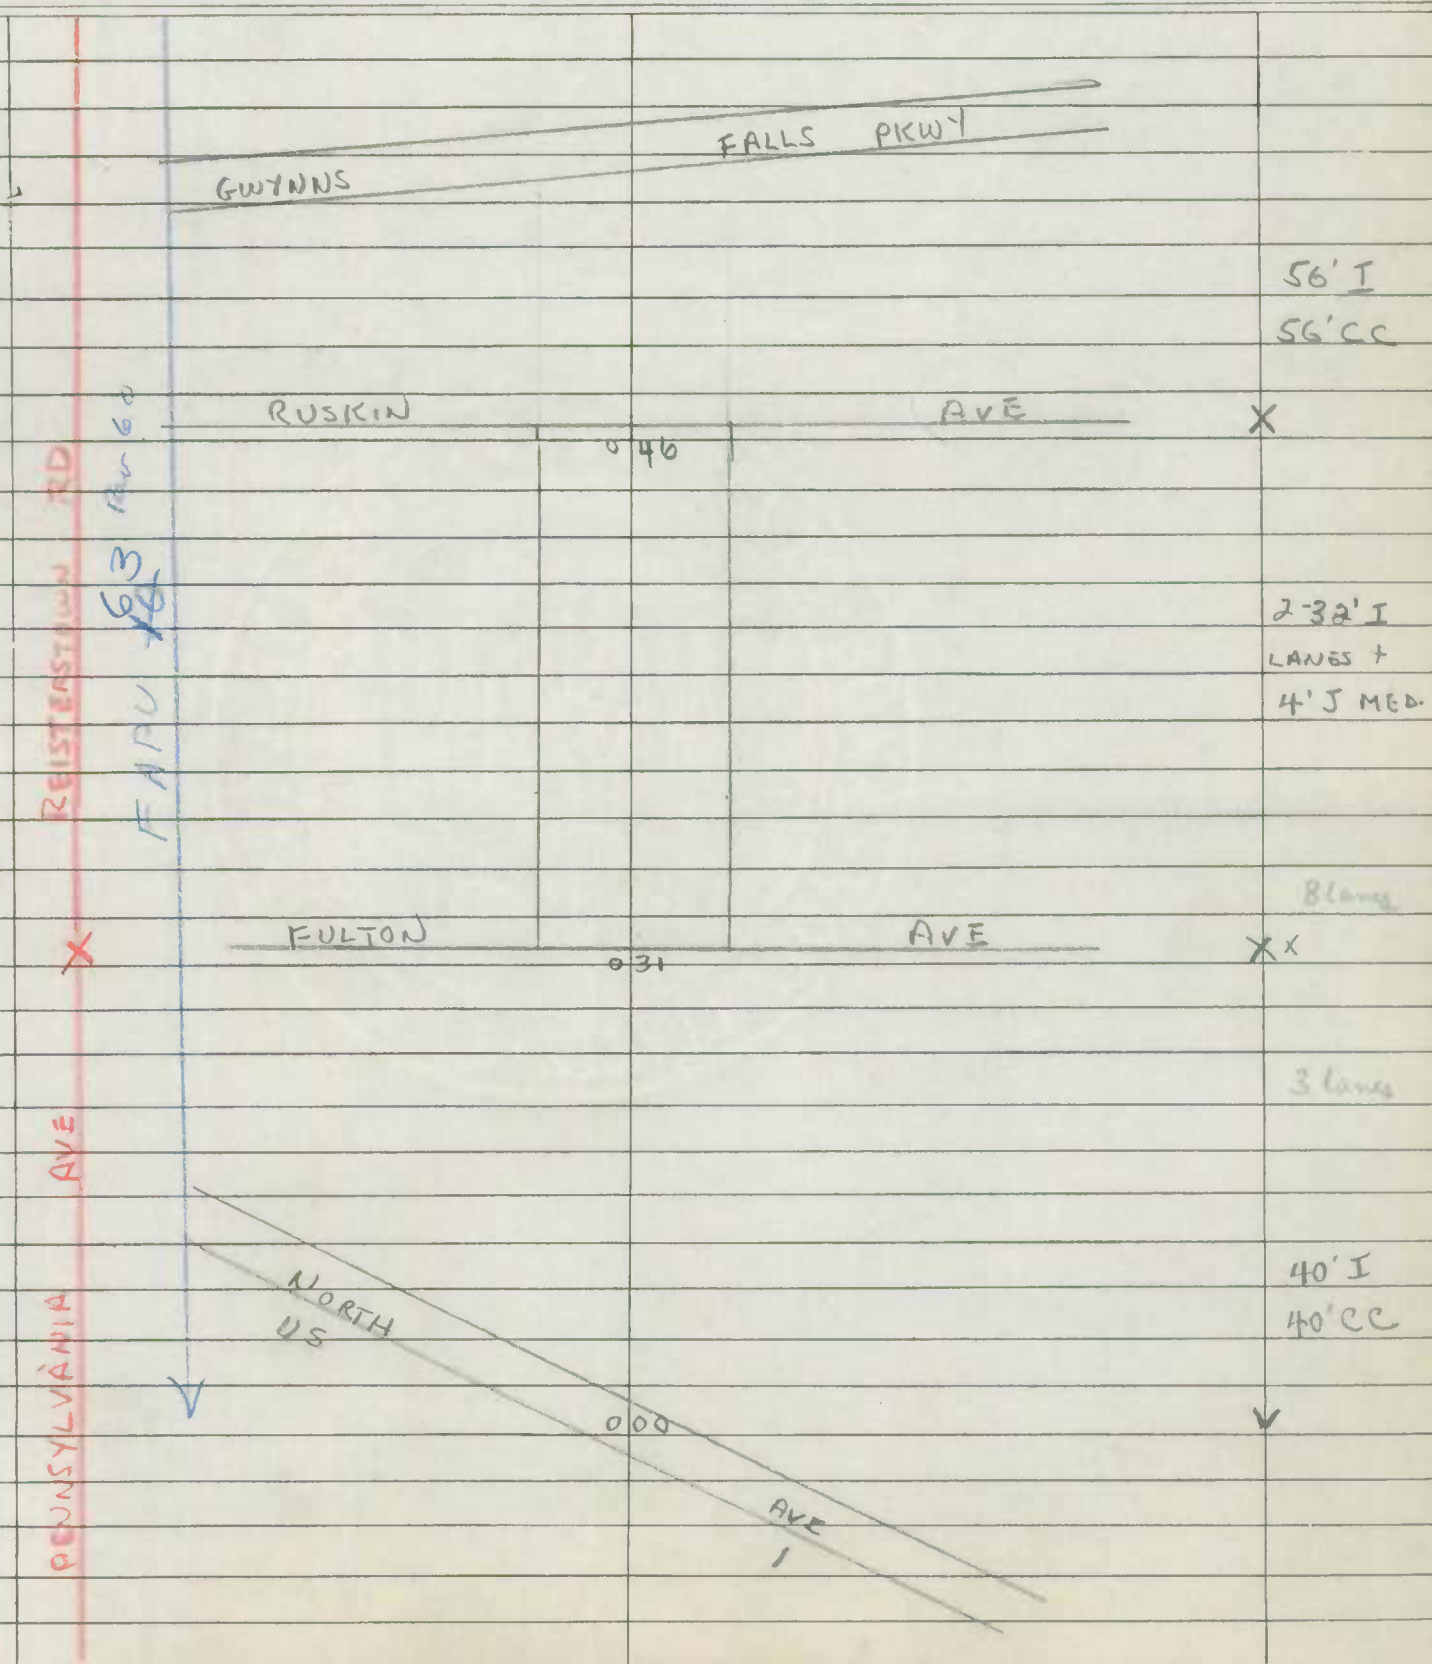 GWYNNS FALLS PKWY
56' I
56' CC
RUSKIN AVE
X
0 46
REISTERSTOWN RD
FAPU 63
2-32' I
LANES +
4' J MED.
8 lanes
FULTON AVE
X
X x
0 31
3 lanes
PENNSYLVANIA AVE
40' I
40' CC
NORTH AVE
US 1
0 00